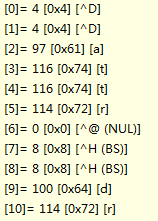 [0]= 4 [0x4] [^D]
[1]= 4 [0x4] [^D]
[2]= 97 [0x61] [a]
[3]= 116 [0x74] [t]
[4]= 116 [0x74] [t]
[5]= 114 [0x72] [r]
[6]= 0 [0x0] [^@ (NUL)]
[7]= 8 [0x8] [^H (BS)]
[8]= 8 [0x8] [^H (BS)]
[9]= 100 [0x64] [d]
[10]= 114 [0x72] [r]